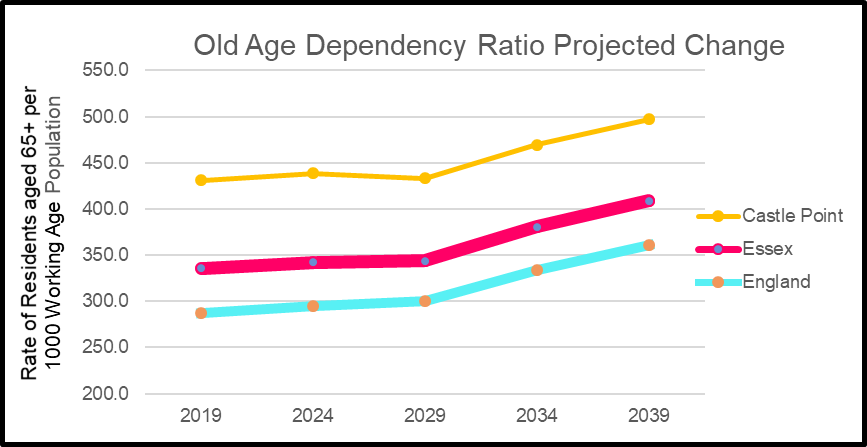 Old Age Dependency Ratio Projected Change
Rate of Residents aged 65+ per
1000 Working Age Population
550.0
500.0
450.0
400.0
350.0
300.0
250.0
200.0
2019 2024 2029 2034 2039
Castle Point
Essex
England